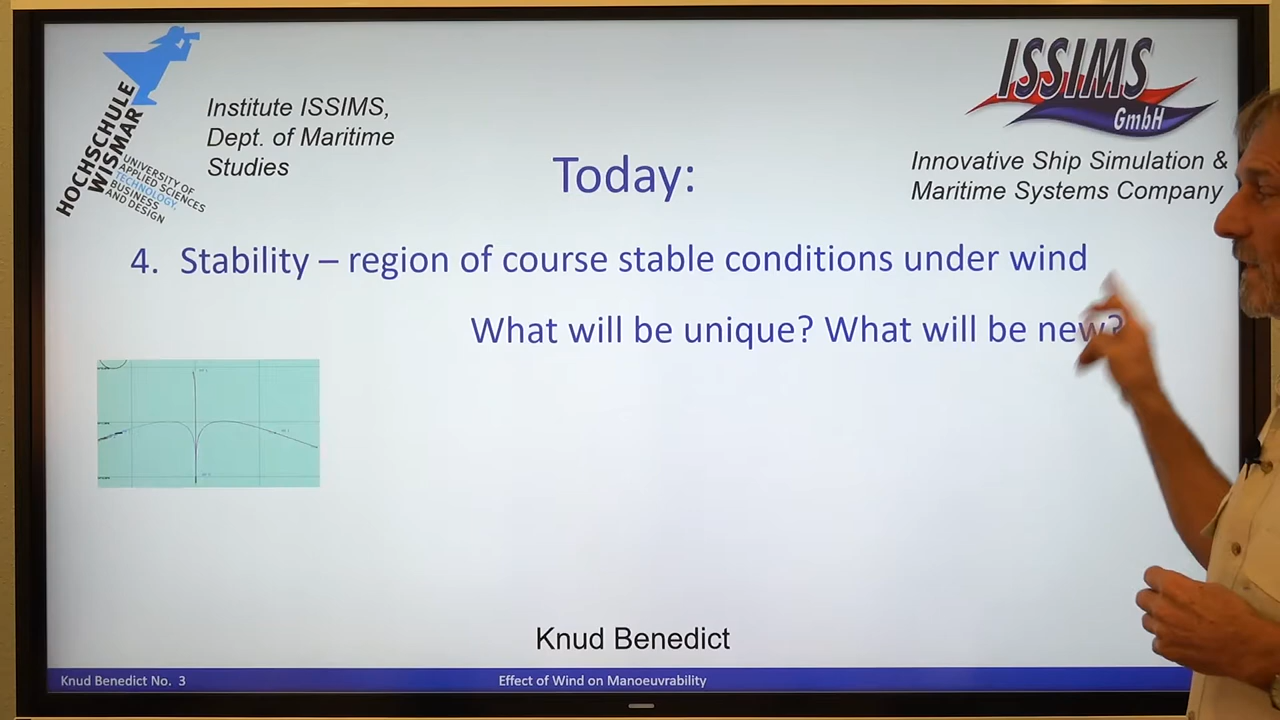 HOCHSCHULE
WISMAR
UNIVERSITY OF
APPLIED SCIENCES
TECHNOLOGY,
BUSINESS
AND DESIGN
Institute ISSIMS,
Dept. of Maritime
Studies
ISSIMS
GmbH
Innovative Ship Simulation &
Maritime Systems Company
Today:
4. Stability – region of course stable conditions under wind
What will be unique? What will be new?
Knud Benedict
Knud Benedict No. 3
Effect of Wind on Manoeuvrability